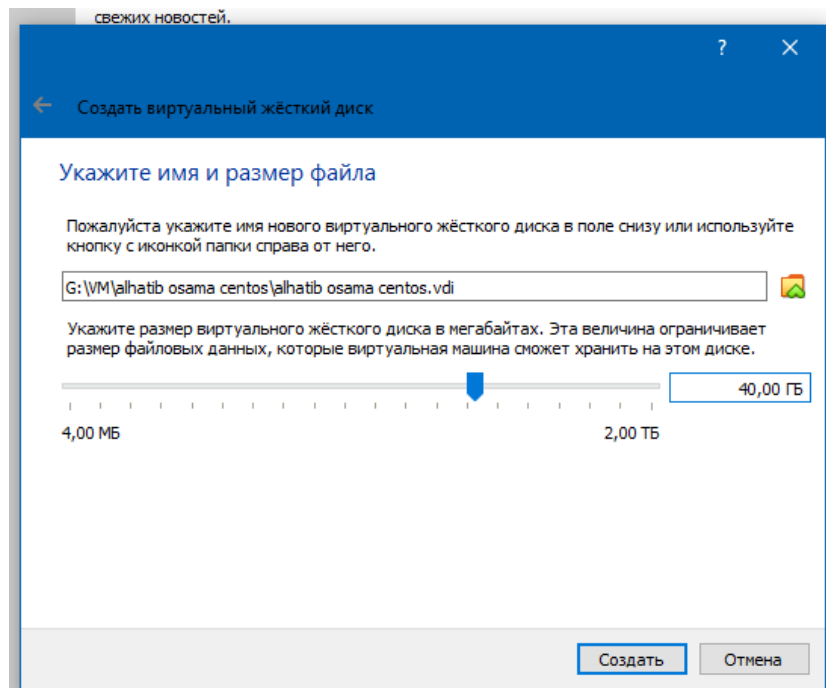 свежих новостей.
?
Создать виртуальный жёсткий диск
Укажите имя и размер файла
Пожалуйста укажите имя нового виртуального жёсткого диска в поле снизу или используйте
кнопку с иконкой папки справа от него.
G:\VM\alhatib osama centos\alhatib osama centos.vdi
Укажите размер виртуального жёсткого диска в мегабайтах. Эта величина ограничивает
размер файловых данных, которые виртуальная машина сможет хранить на этом диске.
40,00 ГБ
4,00 МБ 2,00 ТБ
Создать Отмена